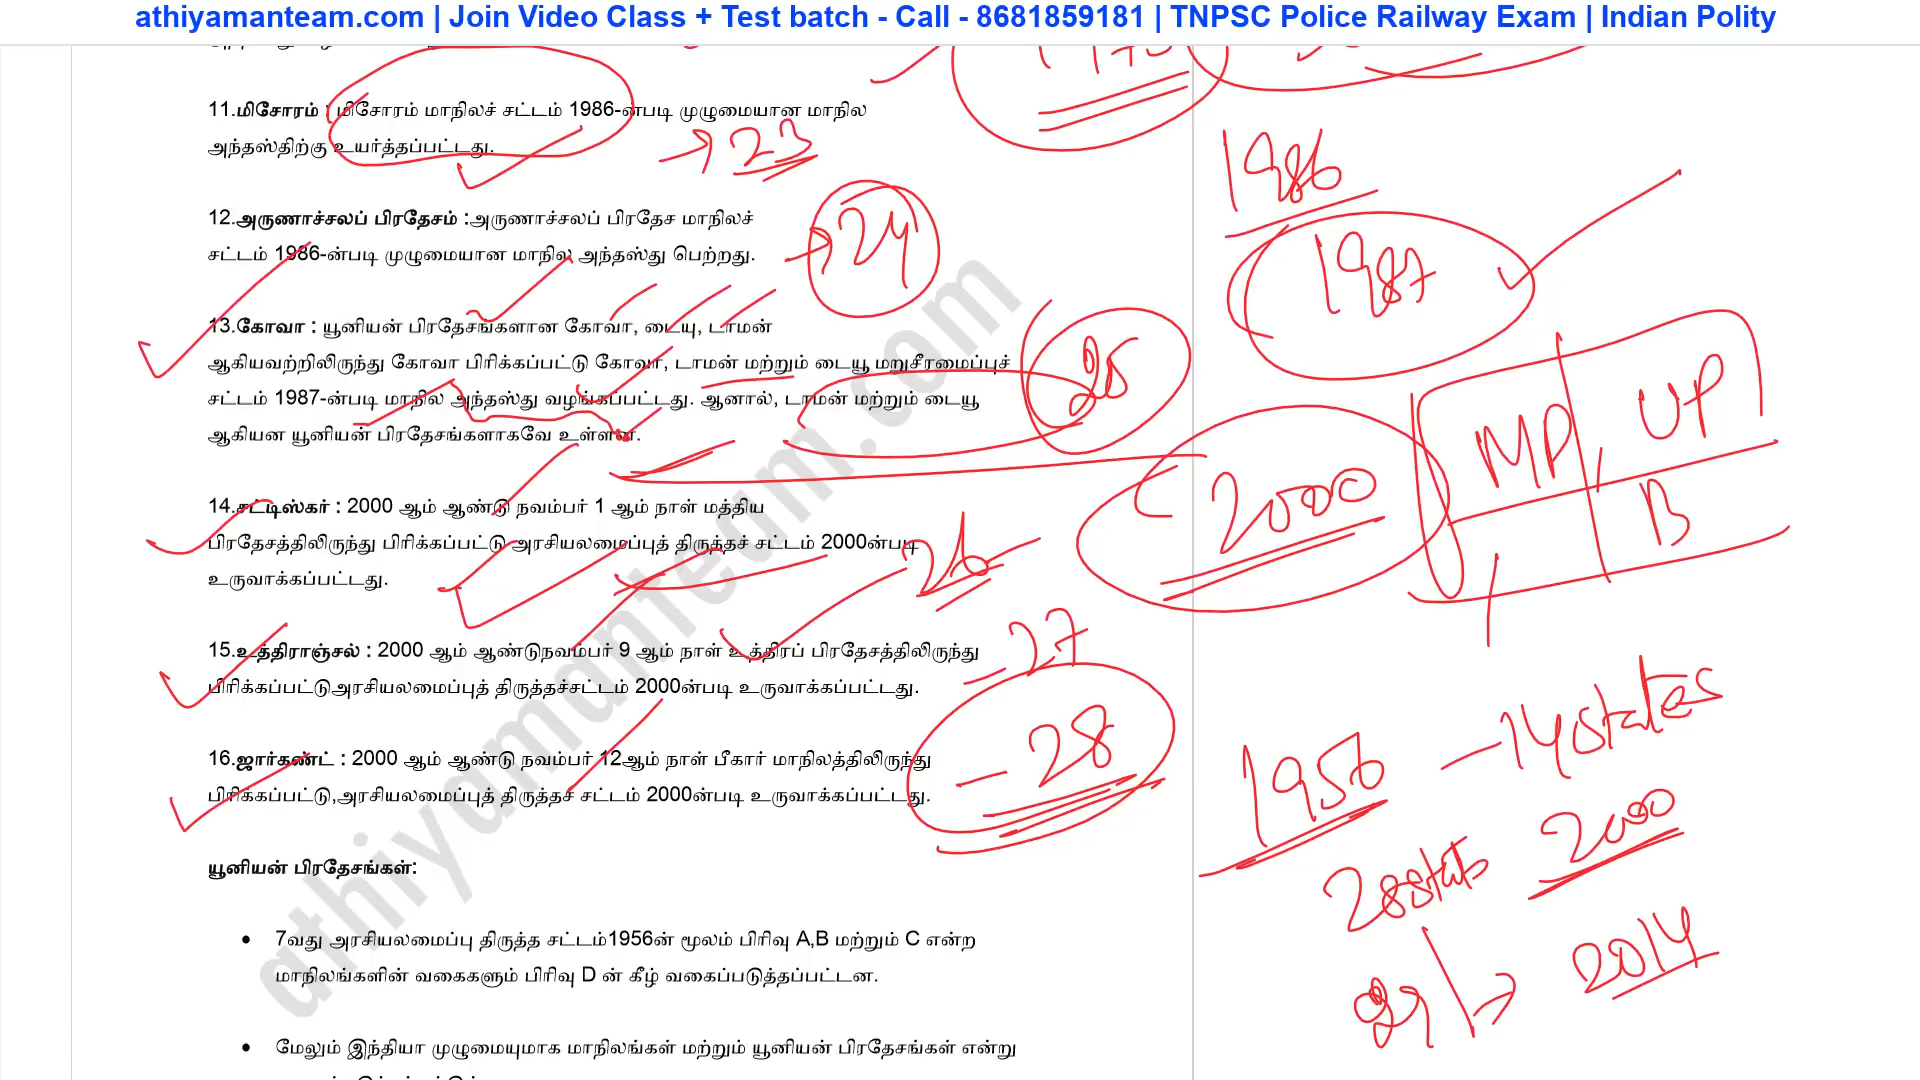 athiyamanteam.com | Join Video Class + Test batch - Call - 8681859181 | TNPSC Police Railway Exam | Indian Polity
11.மிசோரம் : மிசோரம் மாநிலச் சட்டம் 1986-ன்படி முழுமையான மாநில
அந்தஸ்திற்கு உயர்த்தப்பட்டது.
23
1986
12.அருணாச்சலப் பிரதேசம் :அருணாச்சலப் பிரதேச மாநிலச்
சட்டம் 1986-ன்படி முழுமையான மாநில அந்தஸ்து பெற்றது.
24
1987
13.கோவா : யூனியன் பிரதேசங்களான கோவா, டையு, டாமன்
ஆகியவற்றிலிருந்து கோவா பிரிக்கப்பட்டு கோவா, டாமன் மற்றும் டையூ மறுசீரமைப்புச்
சட்டம் 1987-ன்படி மாநில அந்தஸ்து வழங்கப்பட்டது. ஆனால், டாமன் மற்றும் டையூ
ஆகியன யூனியன் பிரதேசங்களாகவே உள்ளன.
25
MP UP
B
2000
14.சட்டிஸ்கர் : 2000 ஆம் ஆண்டு நவம்பர் 1 ஆம் நாள் மத்திய
பிரதேசத்திலிருந்து பிரிக்கப்பட்டு அரசியலமைப்புத் திருத்தச் சட்டம் 2000ன்படி
உருவாக்கப்பட்டது.
26
15.உத்திராஞ்சல் : 2000 ஆம் ஆண்டுநவம்பர் 9 ஆம் நாள் உத்திரப் பிரதேசத்திலிருந்து
பிரிக்கப்பட்டுஅரசியலமைப்புத் திருத்தச்சட்டம் 2000ன்படி உருவாக்கப்பட்டது.
- 27
16.ஜார்கண்ட் : 2000 ஆம் ஆண்டு நவம்பர் 12ஆம் நாள் பீகார் மாநிலத்திலிருந்து
பிரிக்கப்பட்டு,அரசியலமைப்புத் திருத்தச் சட்டம் 2000ன்படி உருவாக்கப்பட்டது.
- 28
1956 - 14 states
28 states 2000
29 → 2014
யூனியன் பிரதேசங்கள்:
• 7வது அரசியலமைப்பு திருத்த சட்டம்1956ன் மூலம் பிரிவு A,B மற்றும் C என்ற
மாநிலங்களின் வகைகளும் பிரிவு D ன் கீழ் வகைப்படுத்தப்பட்டன.
• மேலும் இந்தியா முழுமையுமாக மாநிலங்கள் மற்றும் யூனியன் பிரதேசங்கள் என்று
athiyamanteam.com